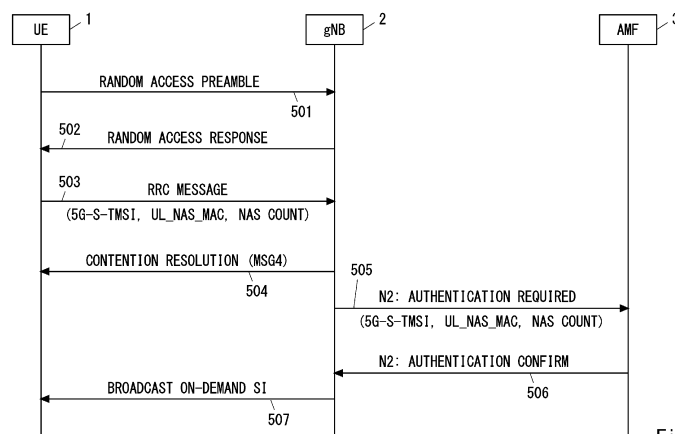 1
2
3
UE
gNB
AMF
RANDOM ACCESS PREAMBLE
501
502
RANDOM ACCESS RESPONSE
503
RRC MESSAGE
(5G-S-TMSI, UL_NAS_MAC, NAS COUNT)
CONTENTION RESOLUTION (MSG4)
504
505
N2: AUTHENTICATION REQUIRED
(5G-S-TMSI, UL_NAS_MAC, NAS COUNT)
N2: AUTHENTICATION CONFIRM
506
BROADCAST ON-DEMAND SI
507